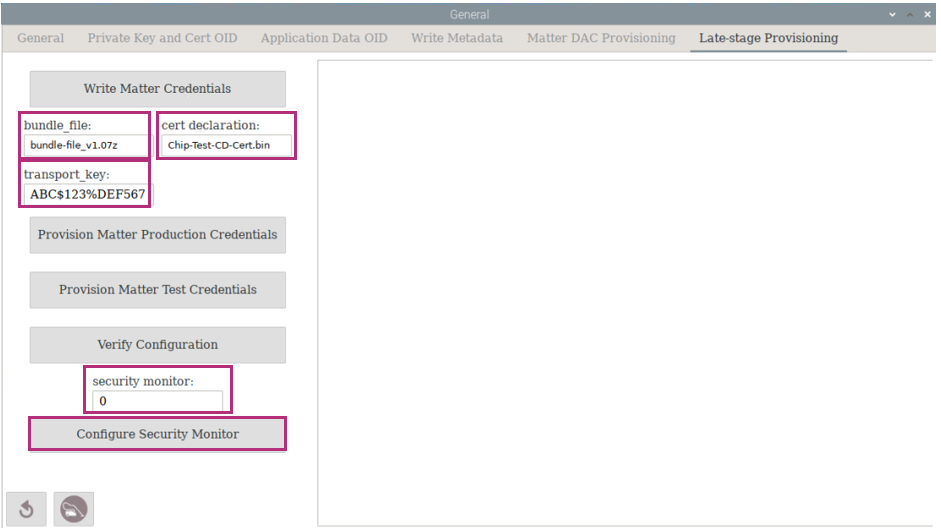 General
General Private Key and Cert OID Application Data OID Write Metadata Matter DAC Provisioning Late-stage Provisioning
Write Matter Credentials
bundle_file: cert declaration:
bundle-file_v1.07z Chip-Test-CD-Cert.bin
transport_key:
ABC$123%DEF567
Provision Matter Production Credentials
Provision Matter Test Credentials
Verify Configuration
security monitor:
0
Configure Security Monitor